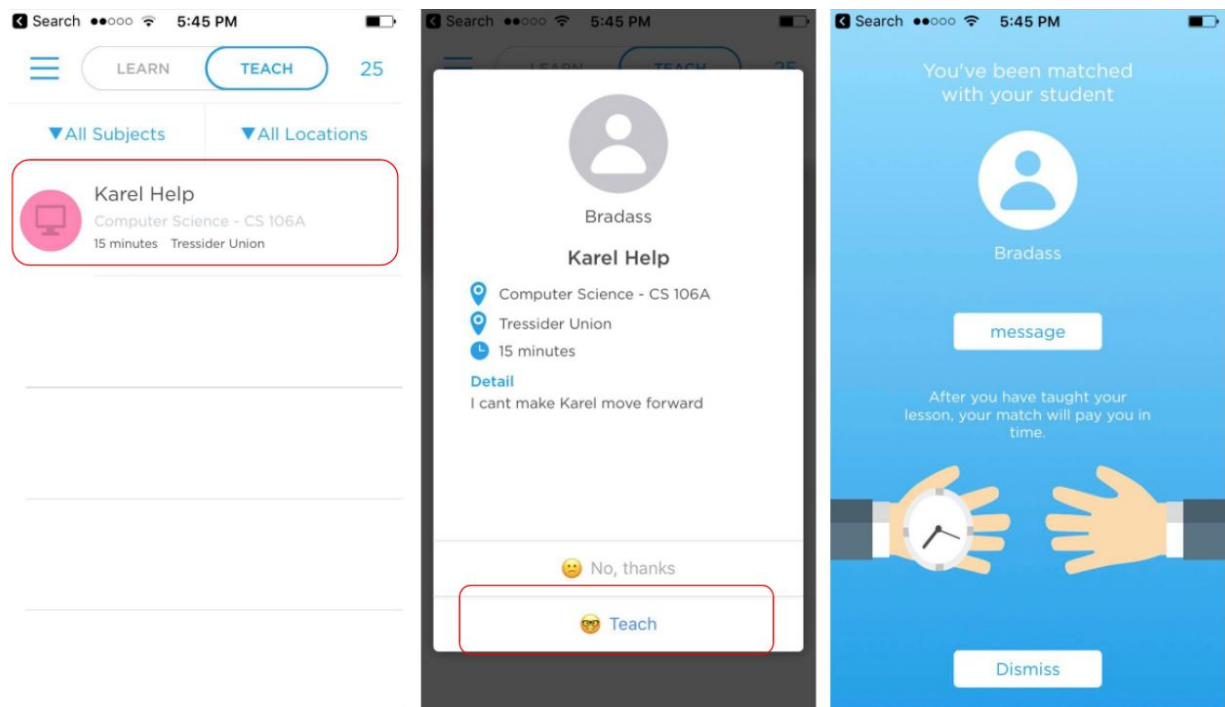 Search 5:45 PM
LEARN TEACH 25
▼All Subjects ▼All Locations
Karel Help
Computer Science - CS 106A
15 minutes Tressider Union
Search 5:45 PM
LEARN TEACH 25
Bradass
Karel Help
Computer Science - CS 106A
Tressider Union
15 minutes
Detail
I cant make Karel move forward
No, thanks
Teach
Search 5:45 PM
You've been matched
with your student
Bradass
message
After you have taught your
lesson, your match will pay you in
time.
Dismiss